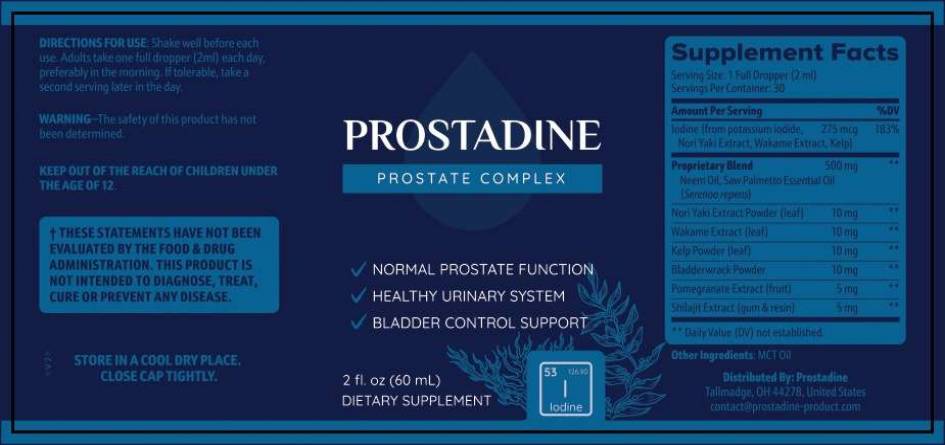 DIRECTIONS FOR USE: Shake well before each
use. Adults take one full dropper (2ml) each day,
preferably in the morning. If tolerable, take a
second serving later in the day.
WARNING—The safety of this product has not
been determined.
KEEP OUT OF THE REACH OF CHILDREN UNDER
THE AGE OF 12.
† THESE STATEMENTS HAVE NOT BEEN
EVALUATED BY THE FOOD & DRUG
ADMINISTRATION. THIS PRODUCT IS
NOT INTENDED TO DIAGNOSE, TREAT,
CURE OR PREVENT ANY DISEASE.
<V2>
STORE IN A COOL DRY PLACE.
CLOSE CAP TIGHTLY.
PROSTADINE
PROSTATE COMPLEX
NORMAL PROSTATE FUNCTION
HEALTHY URINARY SYSTEM
BLADDER CONTROL SUPPORT
2 fl. oz (60 mL)
DIETARY SUPPLEMENT
53 126.90
I
Iodine
Supplement Facts
Serving Size: 1 Full Dropper (2 ml)
Servings Per Container: 30
Amount Per Serving %DV
Iodine (from potassium iodide, 275 mcg 183%
Nori Yaki Extract, Wakame Extract, Kelp)
Proprietary Blend 500 mg **
Neem Oil, Saw Palmetto Essential Oil
(Serenoa repens)
Nori Yaki Extract Powder (leaf) 10 mg **
Wakame Extract (leaf) 10 mg **
Kelp Powder (leaf) 10 mg **
Bladderwrack Powder 10 mg **
Pomegranate Extract (fruit) 5 mg **
Shilajit Extract (gum & resin) 5 mg **
** Daily Value (DV) not established.
Other Ingredients: MCT Oil
Distributed By: Prostadine
Tallmadge, OH 44278, United States
contact@prostadine-product.com